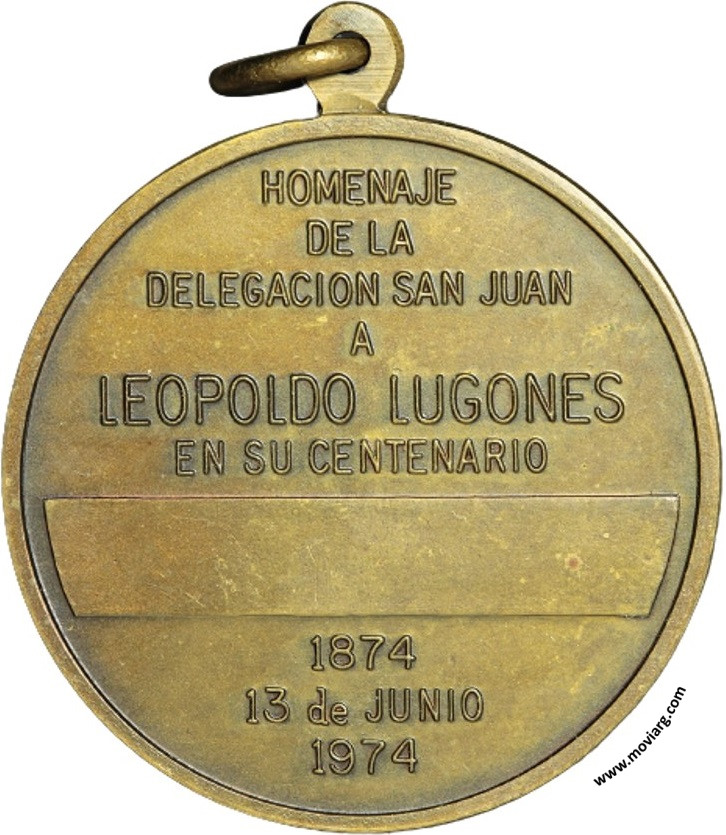 HOMENAJE
DE LA
DELEGACION SAN JUAN
A
LEOPOLDO LUGONES
EN SU CENTENARIO
1874
13 de JUNIO
1974
www.moviarg.com